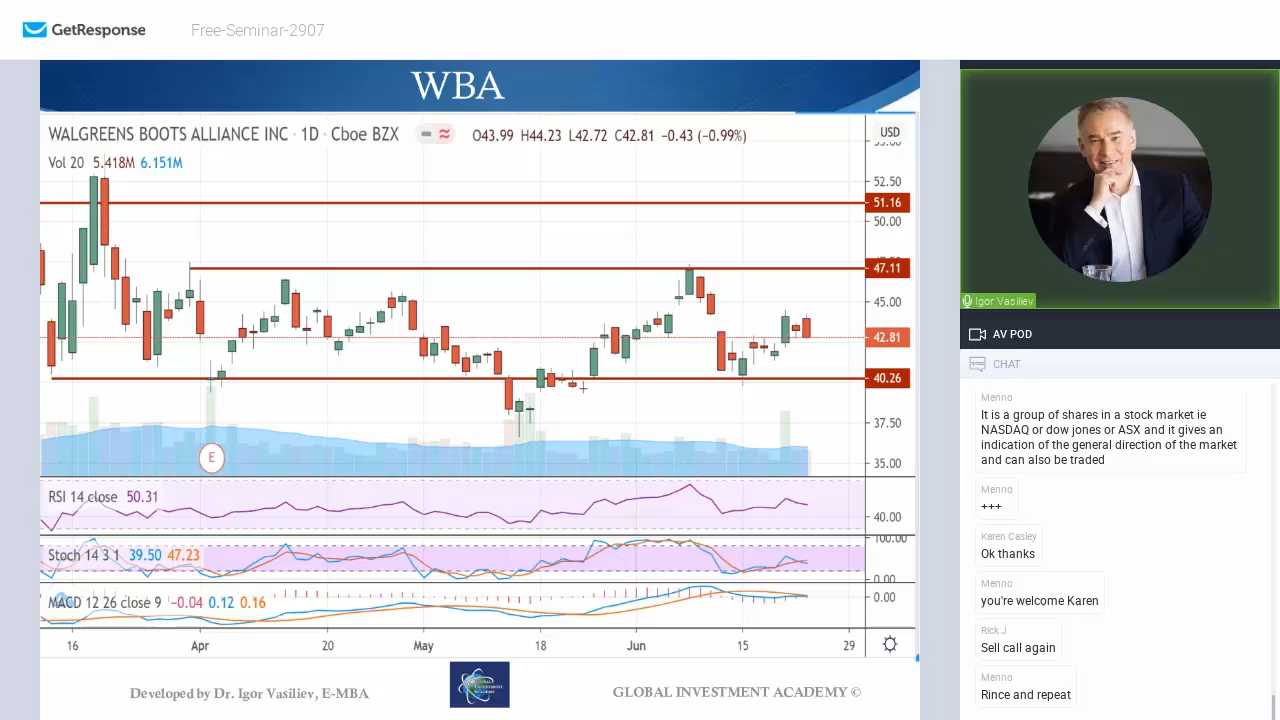 GetResponse
Free-Seminar-2907
WBA
WALGREENS BOOTS ALLIANCE INC · 1D · Cboe BZX
O43.99 H44.23 L42.72 C42.81 −0.43 (−0.99%)
USD
Vol 20 5.418M 6.151M
55.00
52.50
51.16
50.00
47.11
45.00
42.81
40.26
37.50
35.00
E
RSI 14 close 50.31
40.00
Stoch 14 3 1 39.50 47.23
100.00
0.00
MACD 12 26 close 9 −0.04 0.12 0.16
0.00
16 Apr 20 May 18 Jun 15 29
Developed by Dr. Igor Vasiliev, E-MBA
GLOBAL INVESTMENT ACADEMY ©
Igor Vasiliev
AV POD
CHAT
Menno
It is a group of shares in a stock market ie
NASDAQ or dow jones or ASX and it gives an
indication of the general direction of the market
and can also be traded
Menno
+++
Karen Casley
Ok thanks
Menno
you're welcome Karen
Rick J
Sell call again
Menno
Rince and repeat